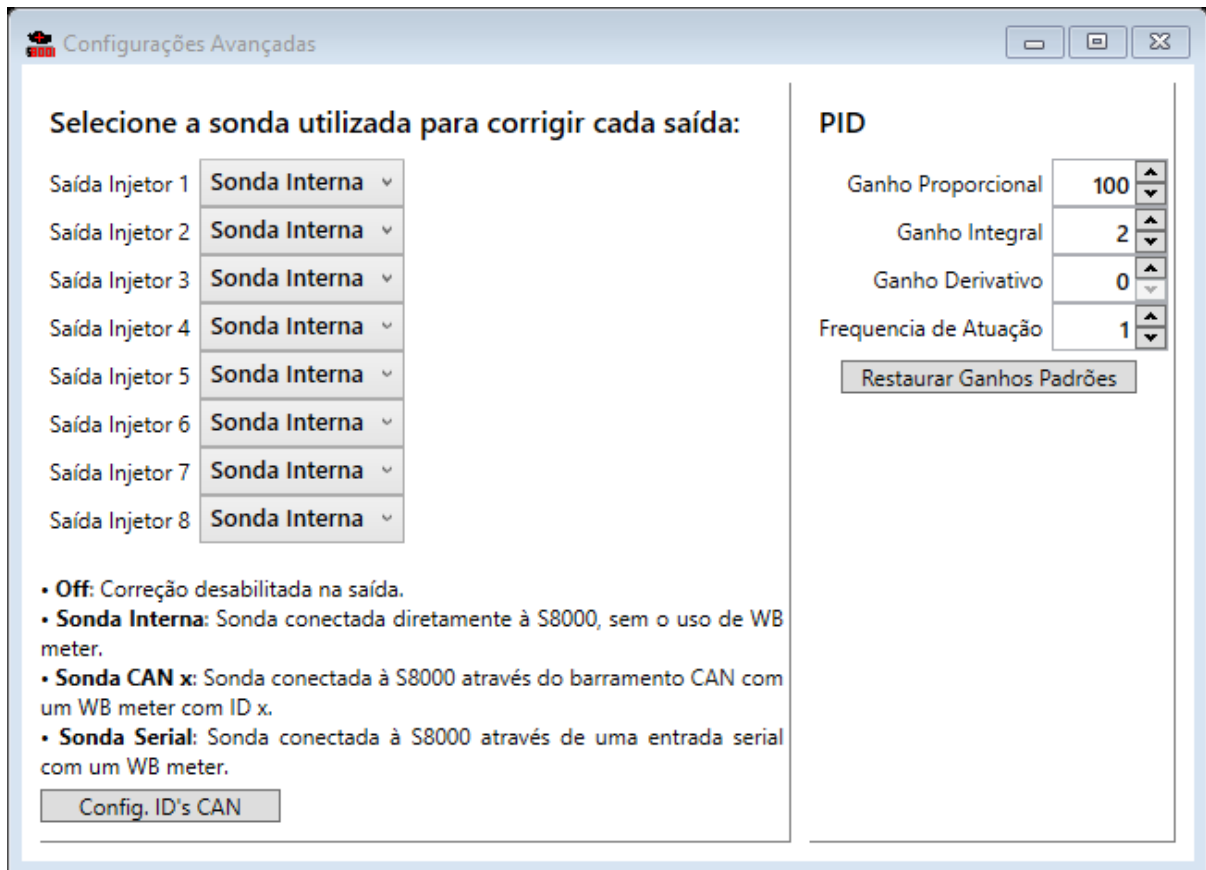 Configurações Avançadas
Selecione a sonda utilizada para corrigir cada saída:
Saída Injetor 1 Sonda Interna
Saída Injetor 2 Sonda Interna
Saída Injetor 3 Sonda Interna
Saída Injetor 4 Sonda Interna
Saída Injetor 5 Sonda Interna
Saída Injetor 6 Sonda Interna
Saída Injetor 7 Sonda Interna
Saída Injetor 8 Sonda Interna
• Off: Correção desabilitada na saída.
• Sonda Interna: Sonda conectada diretamente à S8000, sem o uso de WB
meter.
• Sonda CAN x: Sonda conectada à S8000 através do barramento CAN com
um WB meter com ID x.
• Sonda Serial: Sonda conectada à S8000 através de uma entrada serial
com um WB meter.
Config. ID's CAN
PID
Ganho Proporcional 100
Ganho Integral 2
Ganho Derivativo 0
Frequencia de Atuação 1
Restaurar Ganhos Padrões